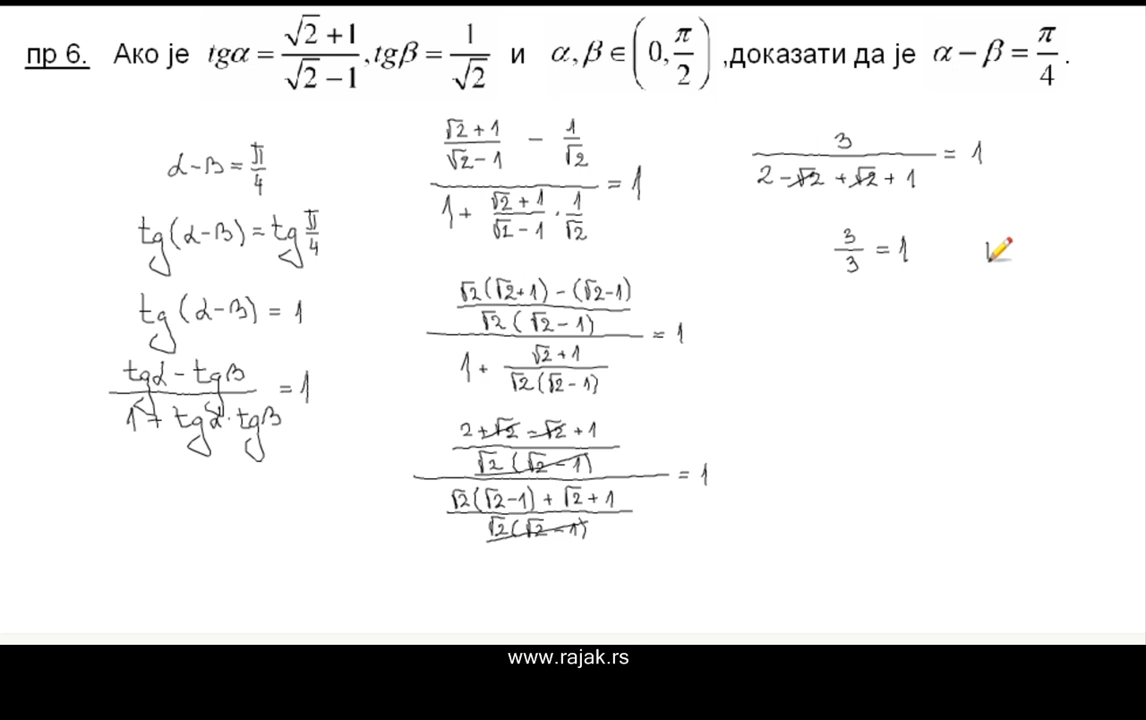 пр 6. Ако је tgα = (√2 + 1)/(√2 − 1), tgβ = 1/√2 и α, β ∈ (0, π/2), доказати да је α − β = π/4.
α − β = π/4
tg(α − β) = tg π/4
tg(α − β) = 1
(tgα − tgβ)/(1 + tgα · tgβ) = 1
((√2 + 1)/(√2 − 1) − 1/√2)/(1 + (√2 + 1)/(√2 − 1) · 1/√2) = 1
((√2(√2 + 1) − (√2 − 1))/(√2(√2 − 1)))/(1 + (√2 + 1)/(√2(√2 − 1))) = 1
((2 + √2 − √2 + 1)/(√2(√2 − 1)))/((√2(√2 − 1) + √2 + 1)/(√2(√2 − 1))) = 1
3/(2 − √2 + √2 + 1) = 1
3/3 = 1
www.rajak.rs